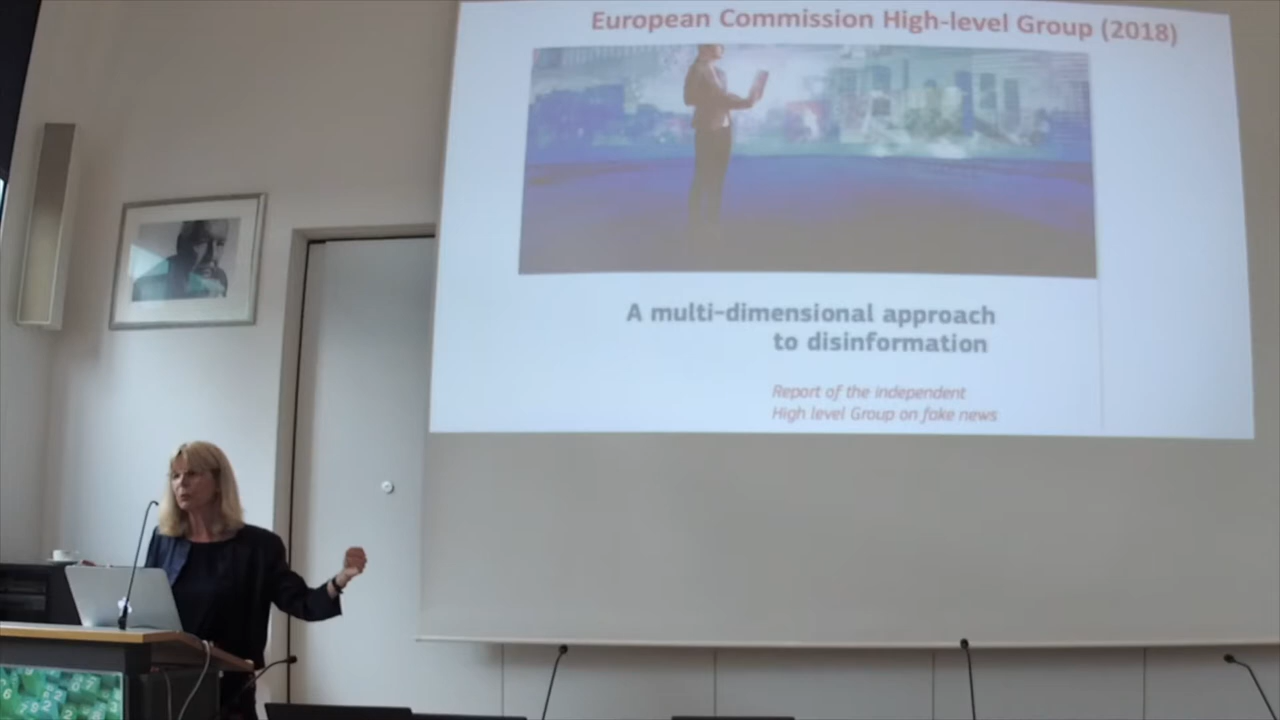 European Commission High-level Group (2018)
A multi-dimensional approach
to disinformation
Report of the independent
High level Group on fake news